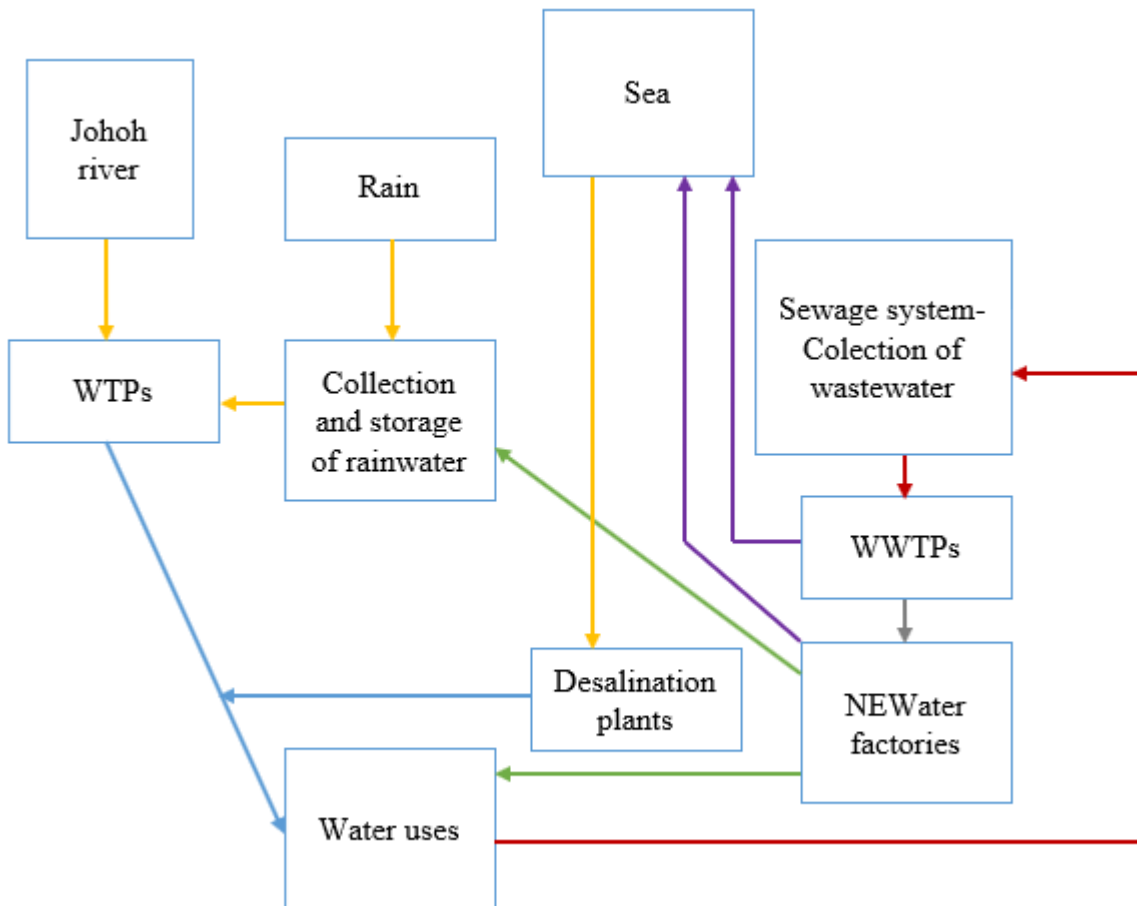 Johoh
river
Rain
Sea
WTPs
Collection
and storage
of rainwater
Sewage system-
Colection of
wastewater
WWTPs
Desalination
plants
NEWater
factories
Water uses